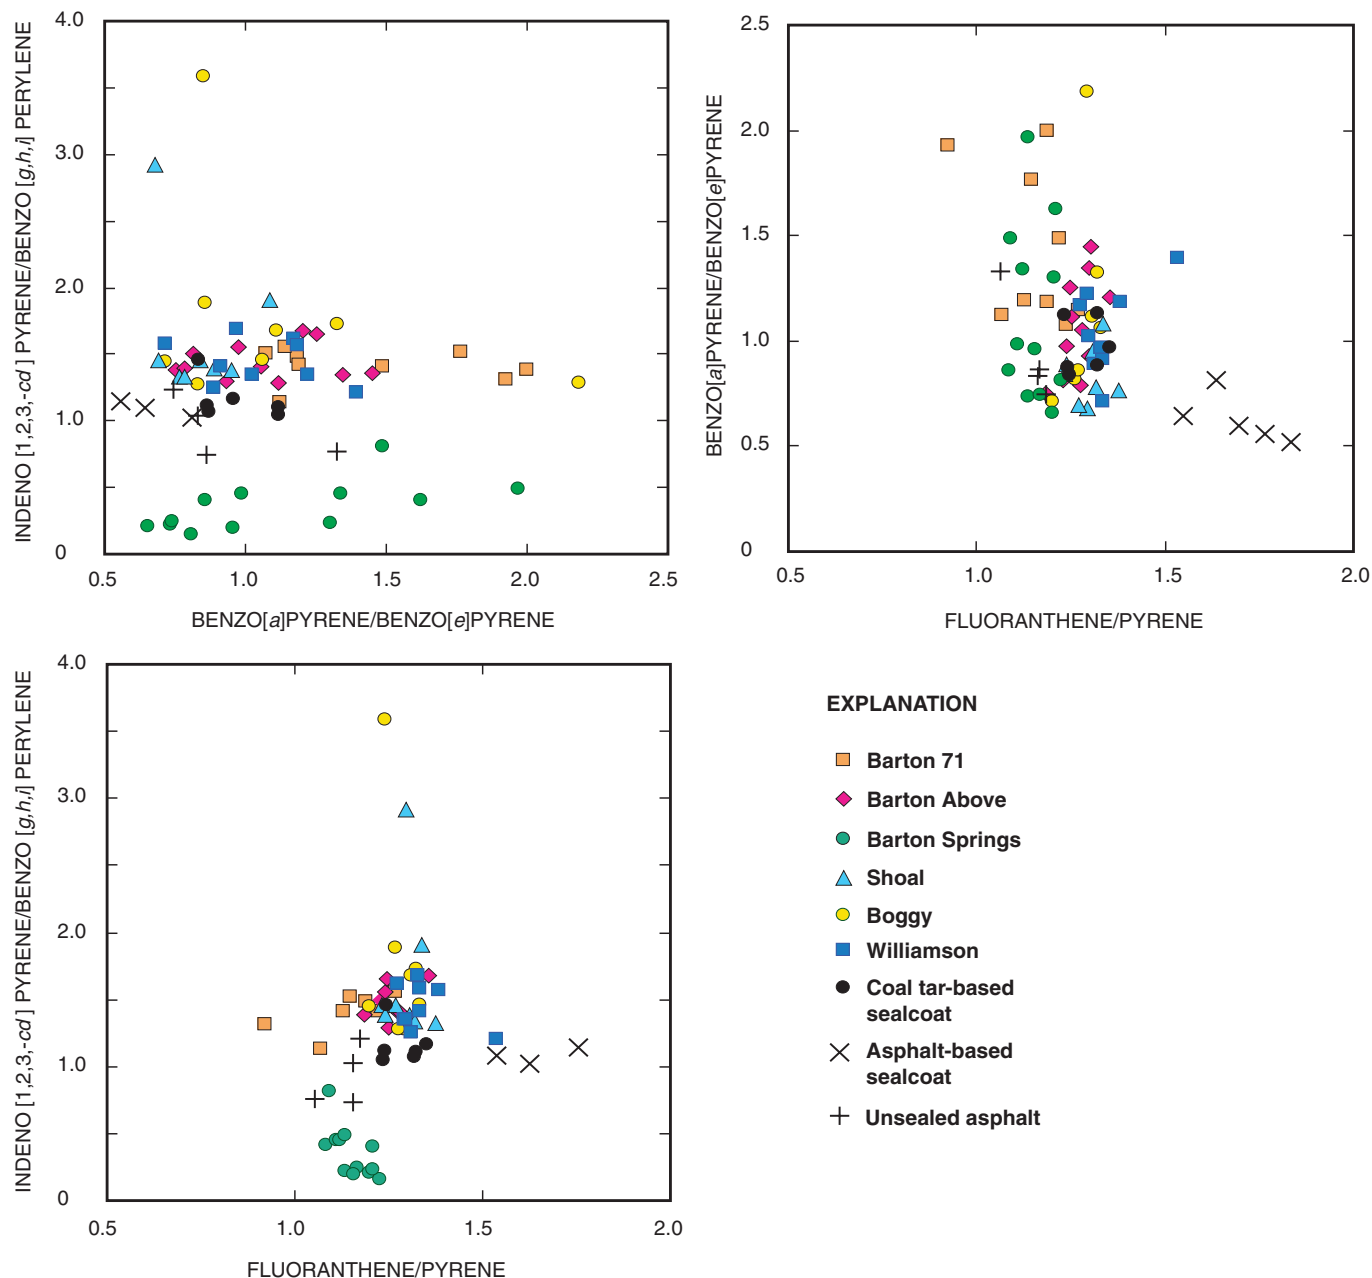 INDENO [1,2,3,-cd ] PYRENE/BENZO [g,h,i] PERYLENE
4.0
3.0
2.0
1.0
0
0.5
1.0
1.5
2.0
2.5
BENZO[a]PYRENE/BENZO[e]PYRENE
BENZO[a]PYRENE/BENZO[e]PYRENE
2.5
2.0
1.5
1.0
0.5
0
0.5
1.0
1.5
2.0
FLUORANTHENE/PYRENE
INDENO [1,2,3,-cd ] PYRENE/BENZO [g,h,i] PERYLENE
4.0
3.0
2.0
1.0
0
0.5
1.0
1.5
2.0
FLUORANTHENE/PYRENE
EXPLANATION
Barton 71
Barton Above
Barton Springs
Shoal
Boggy
Williamson
Coal tar-based
sealcoat
Asphalt-based
sealcoat
Unsealed asphalt